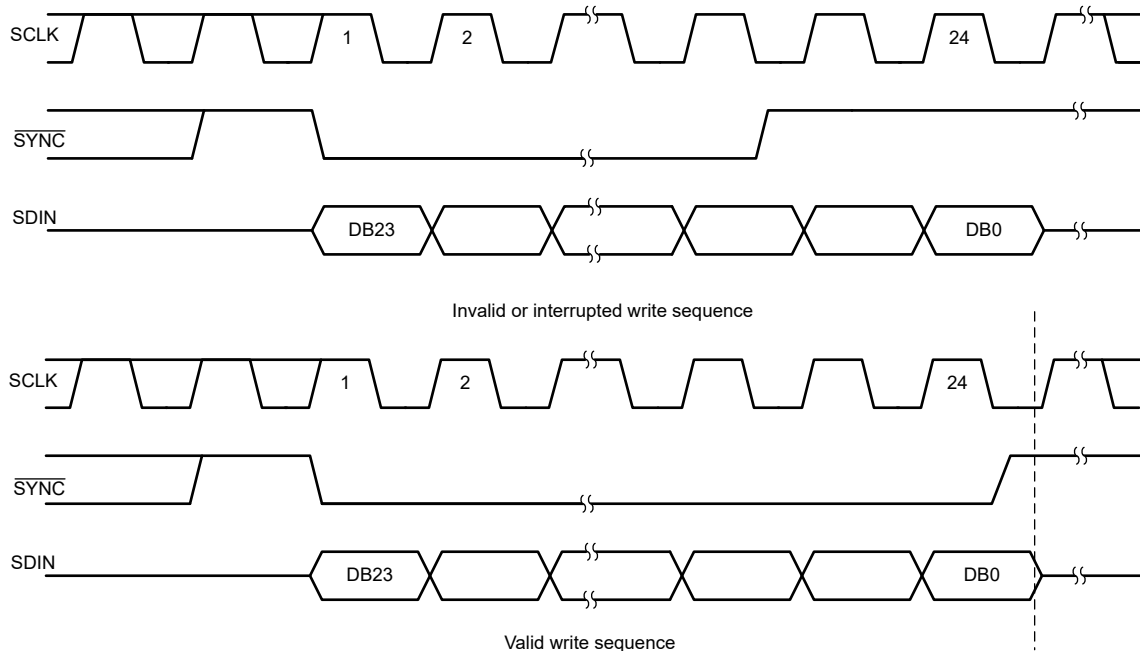 SCLK
1 2 24
SYNC
SDIN
DB23 DB0
Invalid or interrupted write sequence
SCLK
1 2 24
SYNC
SDIN
DB23 DB0
Valid write sequence